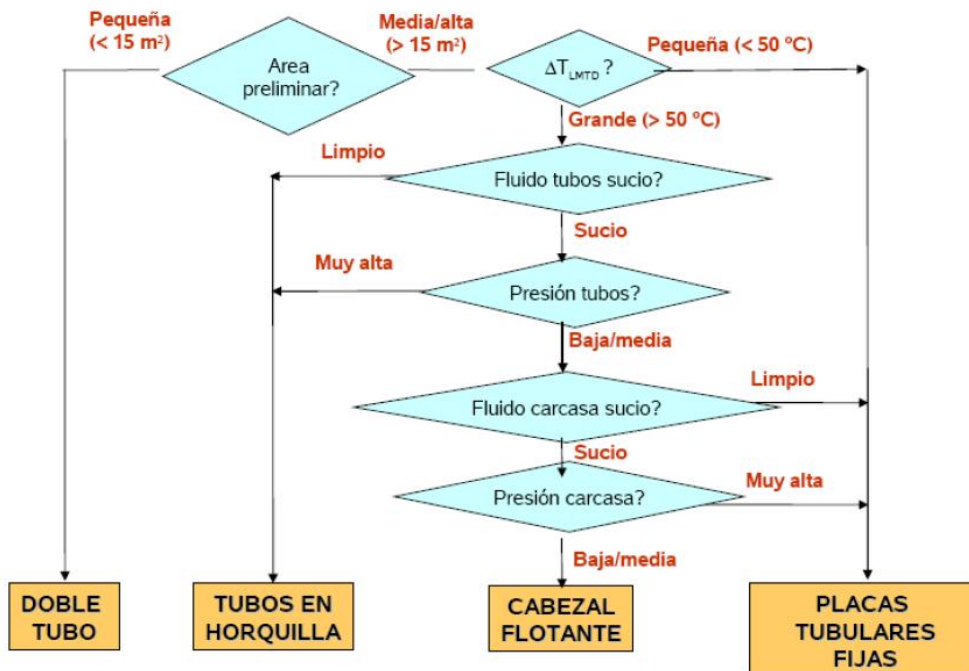 Pequeña
(< 15 m²)
Media/alta
(> 15 m²)
Pequeña (< 50 ºC)
Area
preliminar?
ΔT LMTD ?
Grande (> 50 ºC)
Limpio
Fluido tubos sucio?
Sucio
Muy alta
Presión tubos?
Baja/media
Limpio
Fluido carcasa sucio?
Sucio
Muy alta
Presión carcasa?
Baja/media
DOBLE
TUBO
TUBOS EN
HORQUILLA
CABEZAL
FLOTANTE
PLACAS
TUBULARES
FIJAS